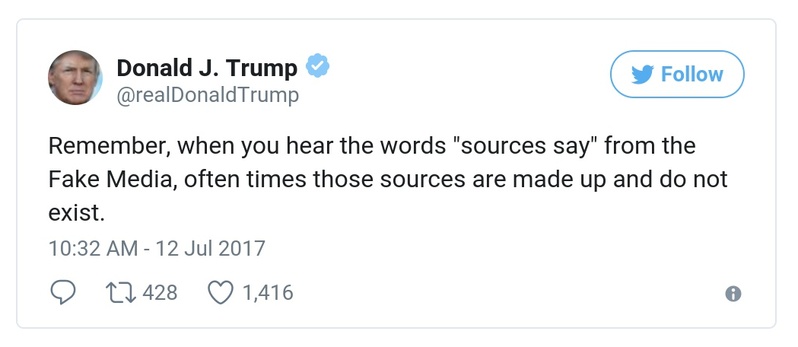 Donald J. Trump
Follow
@realDonaldTrump
Remember, when you hear the words "sources say" from the
Fake Media, often times those sources are made up and do not
exist.
10:32 AM - 12 Jul 2017
428 1,416